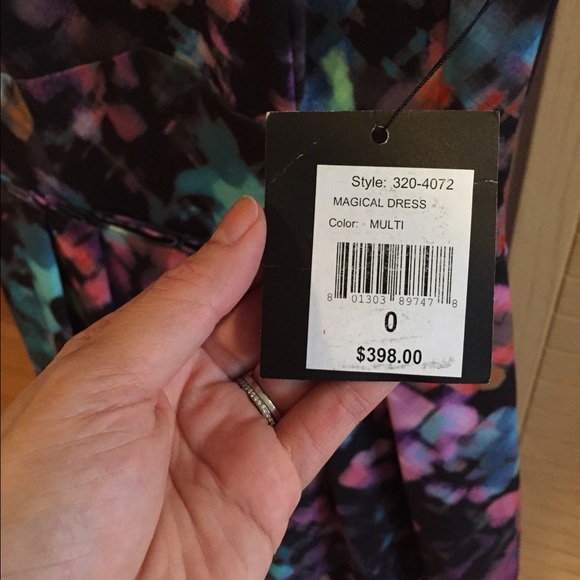 Style: 320-4072
MAGICAL DRESS
Color: MULTI
8 01303 89747 8
0
$398.00